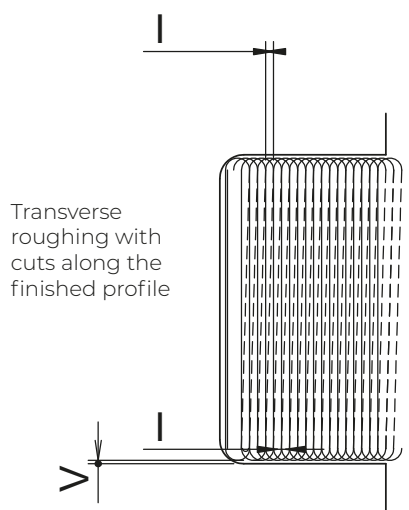 I
Transverse
roughing with
cuts along the
finished profile
I
V